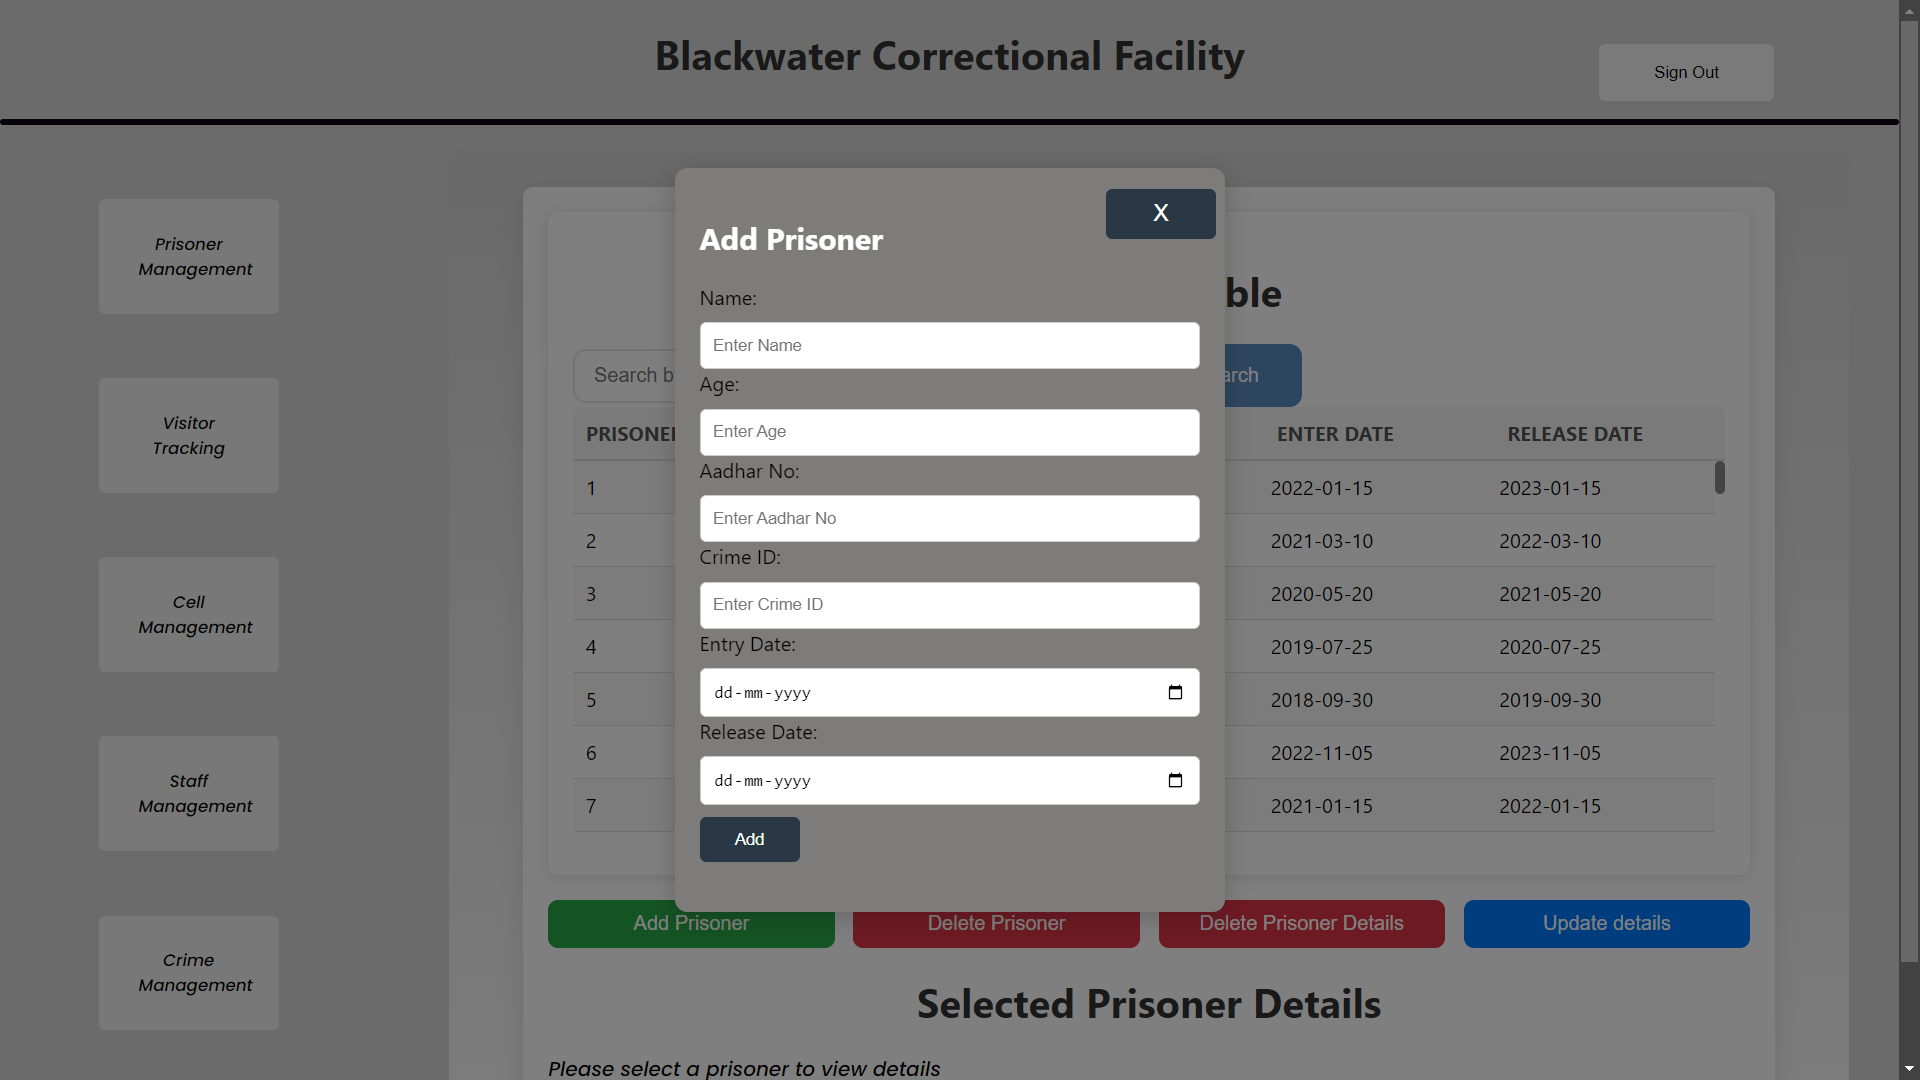 Blackwater Correctional Facility
Sign Out
Prisoner
Management
Visitor
Tracking
Cell
Management
Staff
Management
Crime
Management
X
Add Prisoner
Name:
Enter Name
Age:
Enter Age
Aadhar No:
Enter Aadhar No
Crime ID:
Enter Crime ID
Entry Date:
dd-mm-yyyy
Release Date:
dd-mm-yyyy
Add
ble
Search b
arch
PRISONE ENTER DATE RELEASE DATE
1 2022-01-15 2023-01-15
2 2021-03-10 2022-03-10
3 2020-05-20 2021-05-20
4 2019-07-25 2020-07-25
5 2018-09-30 2019-09-30
6 2022-11-05 2023-11-05
7 2021-01-15 2022-01-15
Add Prisoner Delete Prisoner Delete Prisoner Details Update details
Selected Prisoner Details
Please select a prisoner to view details